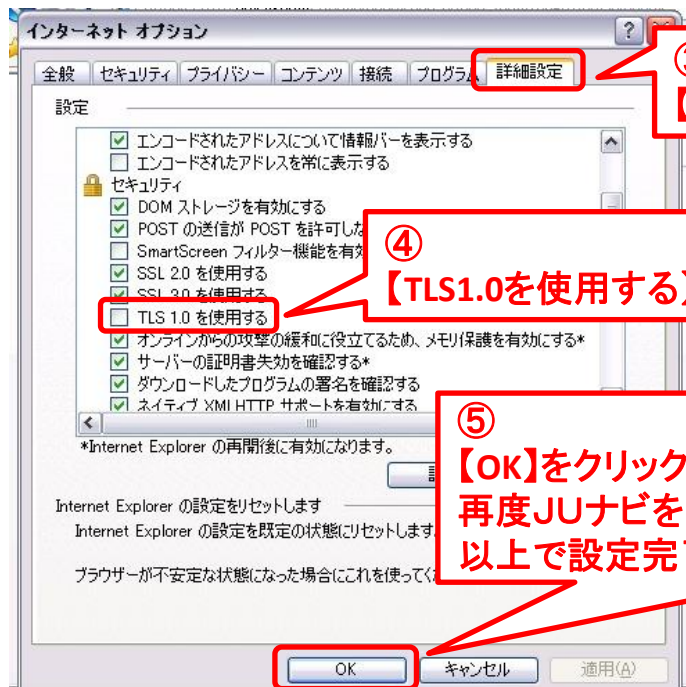 インターネット オプション
?
全般 セキュリティ プライバシー コンテンツ 接続 プログラム 詳細設定
③
【
設定
エンコードされたアドレスについて情報バーを表示する
エンコードされたアドレスを常に表示する
セキュリティ
DOM ストレージを有効にする
POST の送信が POST を許可しな
SmartScreen フィルター機能を有効
SSL 2.0 を使用する
SSL 3.0 を使用する
TLS 1.0 を使用する
オンラインからの攻撃の緩和に役立てるため、メモリ保護を有効にする*
サーバーの証明書失効を確認する*
ダウンロードしたプログラムの署名を確認する
ネイティブ XMLHTTP サポートを有効にする
④
【TLS1.0を使用する】
*Internet Explorer の再開後に有効になります。
⑤
【OK】をクリック
再度JUナビを
以上で設定完
Internet Explorer の設定をリセットします
Internet Explorer の設定を既定の状態にリセットします
ブラウザーが不安定な状態になった場合にこれを使ってく
OK キャンセル 適用(A)